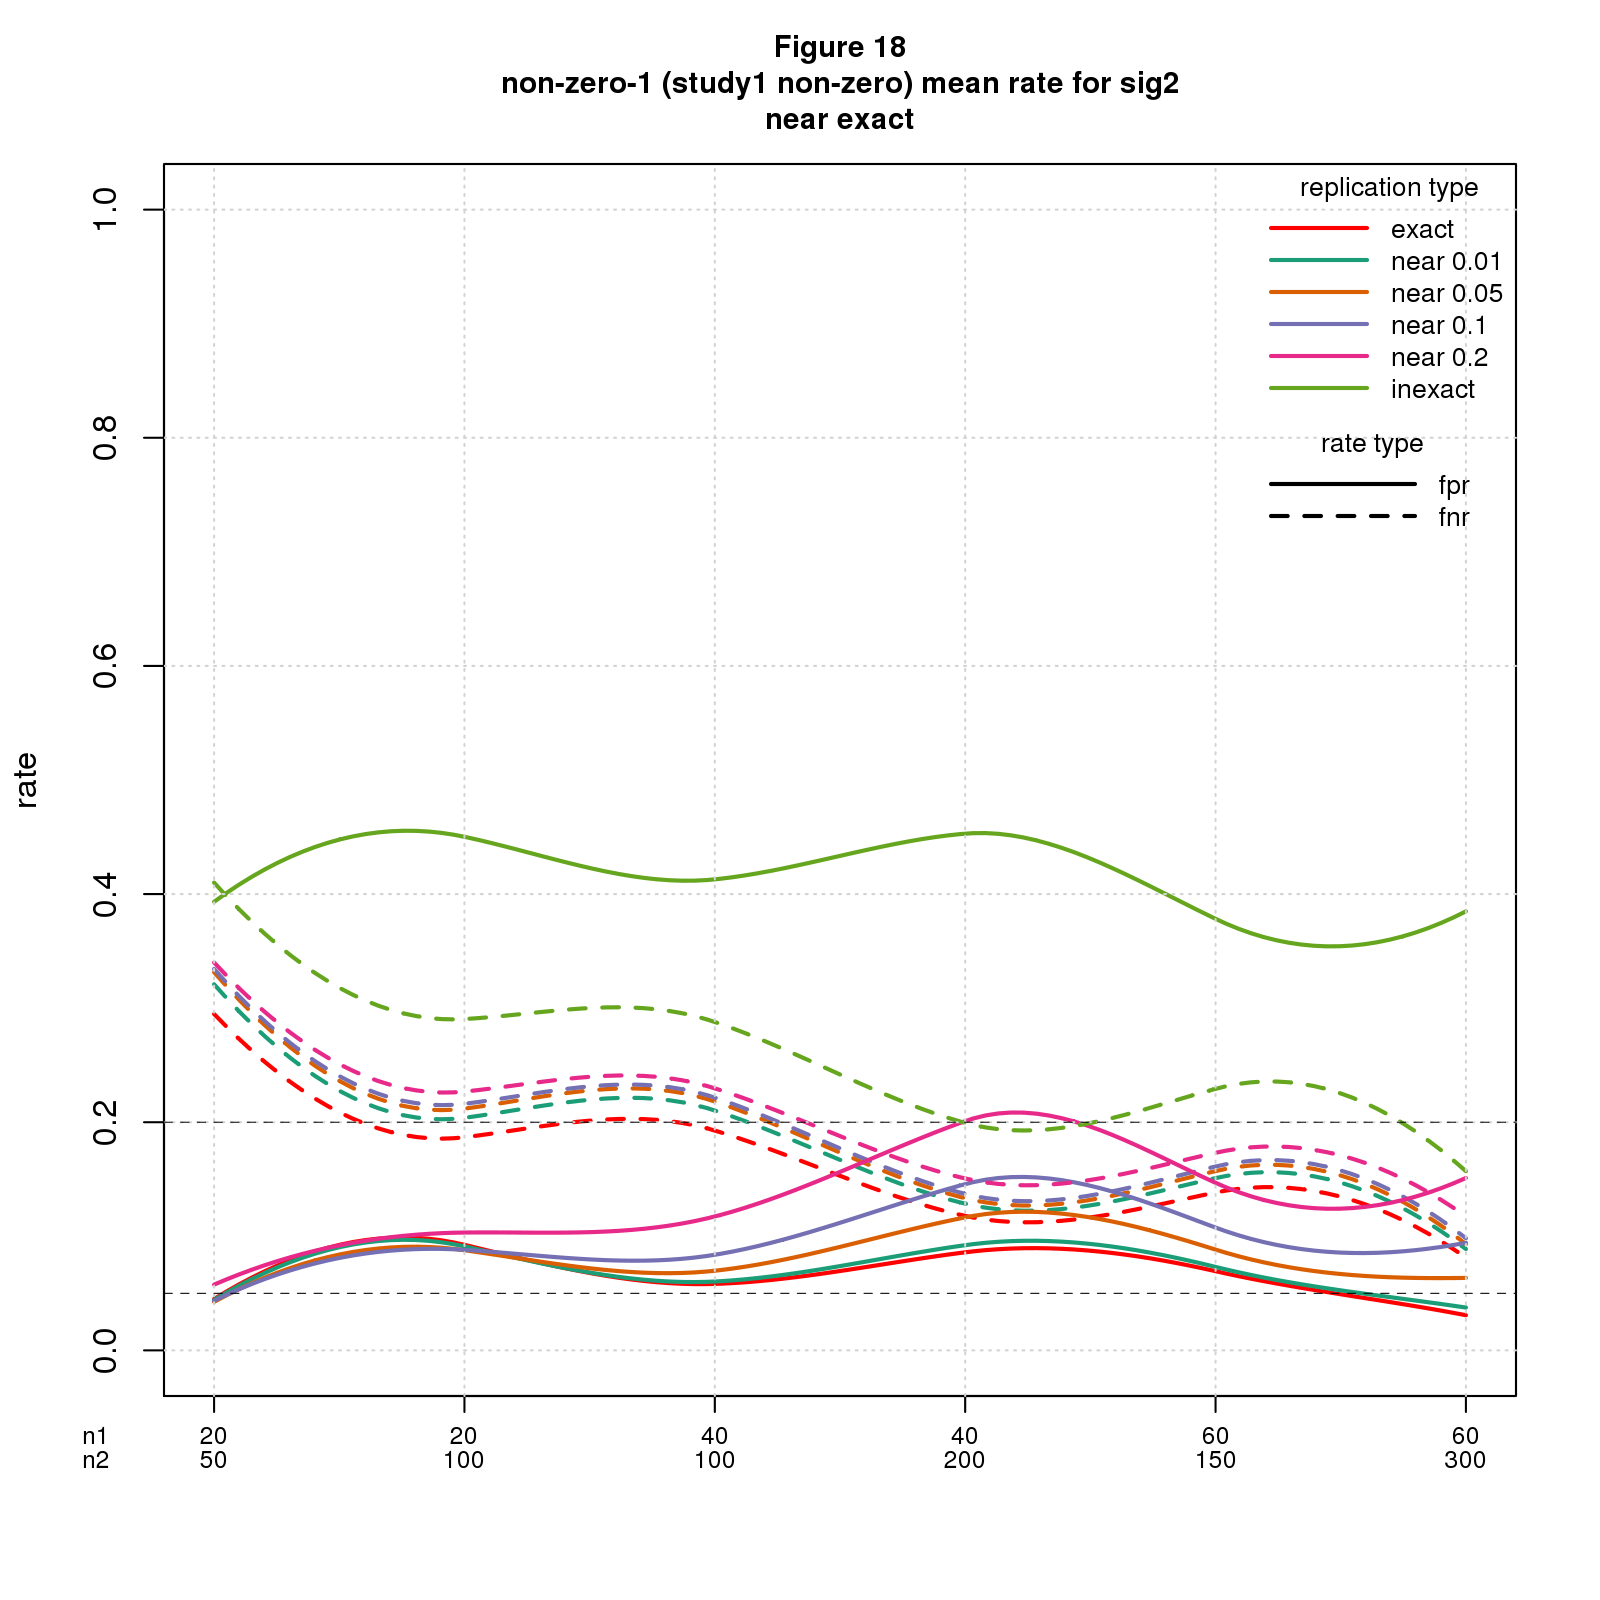 Figure 18
non-zero-1 (study1 non-zero) mean rate for sig2
near exact
replication type
exact
near 0.01
near 0.05
near 0.1
near 0.2
inexact
rate type
fpr
fnr
rate
1.0
0.8
0.6
0.4
0.2
0.0
n1 20 20 40 40 60 60
n2 50 100 100 200 150 300